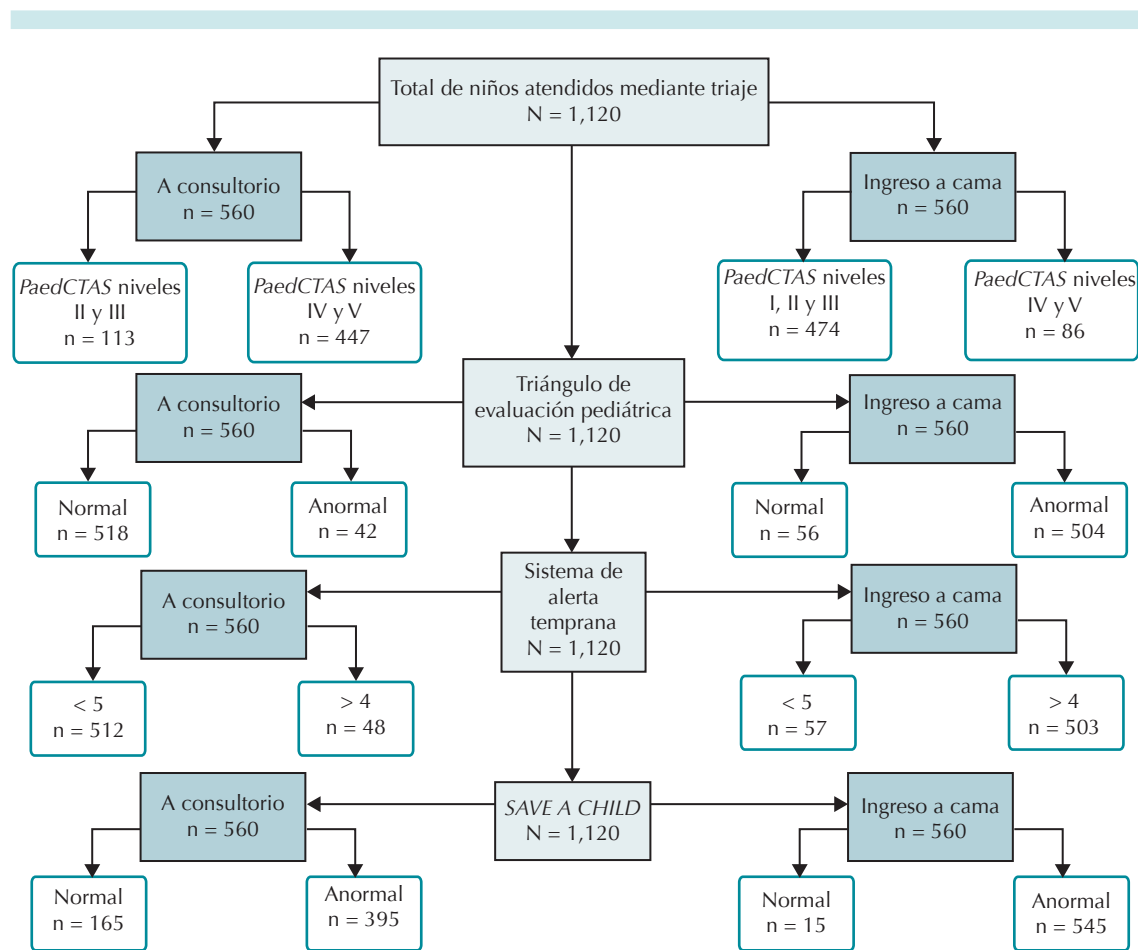 Total de niños atendidos mediante triaje
N = 1,120
A consultorio
n = 560
Ingreso a cama
n = 560
PaedCTAS niveles
II y III
n = 113
PaedCTAS niveles
IV y V
n = 447
PaedCTAS niveles
I, II y III
n = 474
PaedCTAS niveles
IV y V
n = 86
Triángulo de
evaluación pediátrica
N = 1,120
A consultorio
n = 560
Ingreso a cama
n = 560
Normal
n = 518
Anormal
n = 42
Normal
n = 56
Anormal
n = 504
Sistema de
alerta
temprana
N = 1,120
A consultorio
n = 560
Ingreso a cama
n = 560
< 5
n = 512
> 4
n = 48
< 5
n = 57
> 4
n = 503
SAVE A CHILD
N = 1,120
A consultorio
n = 560
Ingreso a cama
n = 560
Normal
n = 165
Anormal
n = 395
Normal
n = 15
Anormal
n = 545